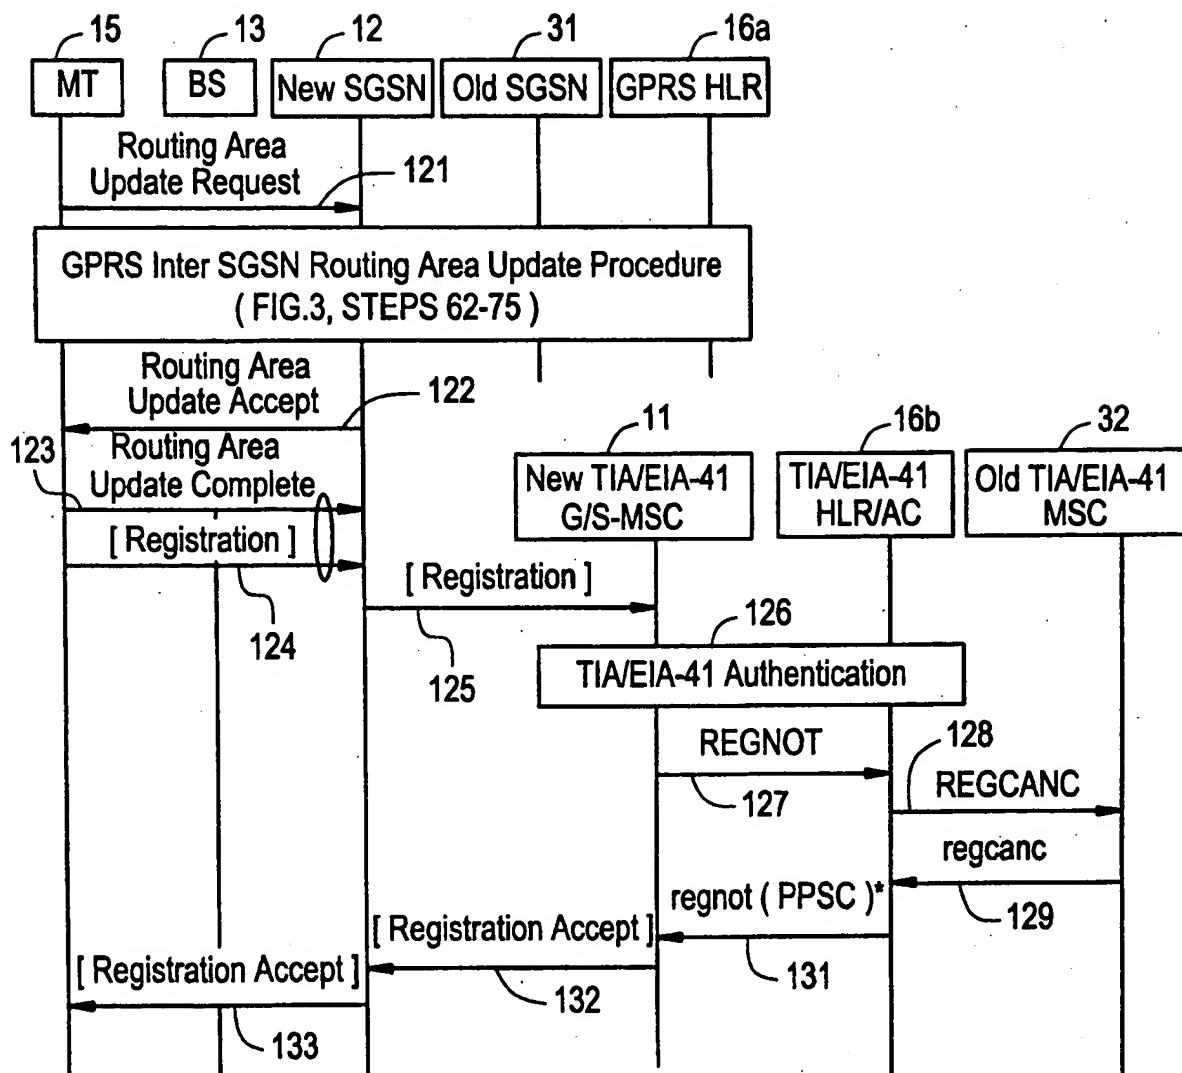 15
13
12
31
16a
MT
BS
New SGSN
Old SGSN
GPRS HLR
Routing Area
Update Request
121
GPRS Inter SGSN Routing Area Update Procedure
( FIG.3, STEPS 62-75 )
Routing Area
Update Accept
122
123
Routing Area
Update Complete
11
16b
32
New TIA/EIA-41
G/S-MSC
TIA/EIA-41
HLR/AC
Old TIA/EIA-41
MSC
[ Registration ]
124
[ Registration ]
125
126
TIA/EIA-41 Authentication
REGNOT
127
128
REGCANC
regcanc
129
regnot ( PPSC )*
131
[ Registration Accept ]
132
[ Registration Accept ]
133